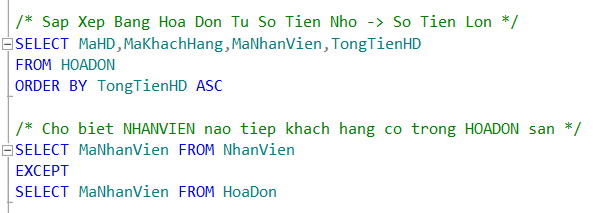 /* Sap Xep Bang Hoa Don Tu So Tien Nho -> So Tien Lon */
SELECT MaHD,MaKhachHang,MaNhanVien,TongTienHD
FROM HOADON
ORDER BY TongTienHD ASC
/* Cho biet NHANVIEN nao tiep khach hang co trong HOADON san */
SELECT MaNhanVien FROM NhanVien
EXCEPT
SELECT MaNhanVien FROM HoaDon